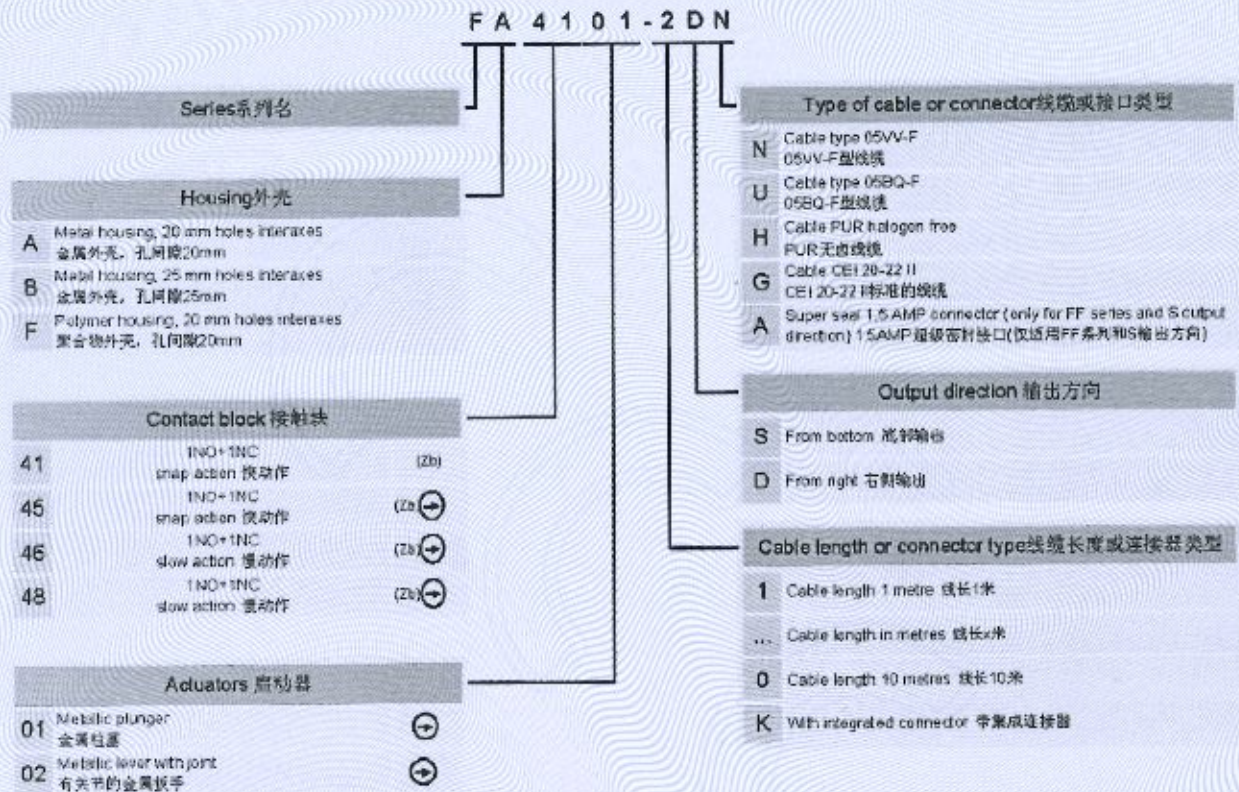 F A 4 1 0 1 - 2 D N
Series系列名
Housing外壳
A Metal housing, 20 mm holes interaxes
金属外壳，孔间隙20mm
B Metal housing, 25 mm holes interaxes
金属外壳，孔间隙25mm
F Polymer housing, 20 mm holes interaxes
聚合物外壳，孔间隙20mm
Contact block 接触块
41 1NO+1NC
snap action 快动作 (Zb)
45 1NO+1NC
snap action 快动作 (Zb)
46 1NO+1NC
slow action 慢动作 (Zb)
48 1NO+1NC
slow action 慢动作 (Zb)
Actuators 启动器
01 Metallic plunger
金属柱塞
02 Metallic lever with joint
有关节的金属扳手
Type of cable or connector线缆或接口类型
N Cable type 05VV-F
05VV-F型线缆
U Cable type 05BQ-F
05BQ-F型线缆
H Cable PUR halogen free
PUR无卤线缆
G Cable CEI 20-22 II
CEI 20-22 II标准的线缆
A Super seal 1,5 AMP connector (only for FF series and S output
direction) 1.5AMP超级密封接口(仅适用FF系列和S输出方向)
Output direction 输出方向
S From bottom 底部输出
D From right 右侧输出
Cable length or connector type线缆长度或连接器类型
1 Cable length 1 metre 线长1米
... Cable length in metres 线长x米
0 Cable length 10 metres 线长10米
K With integrated connector 带集成连接器